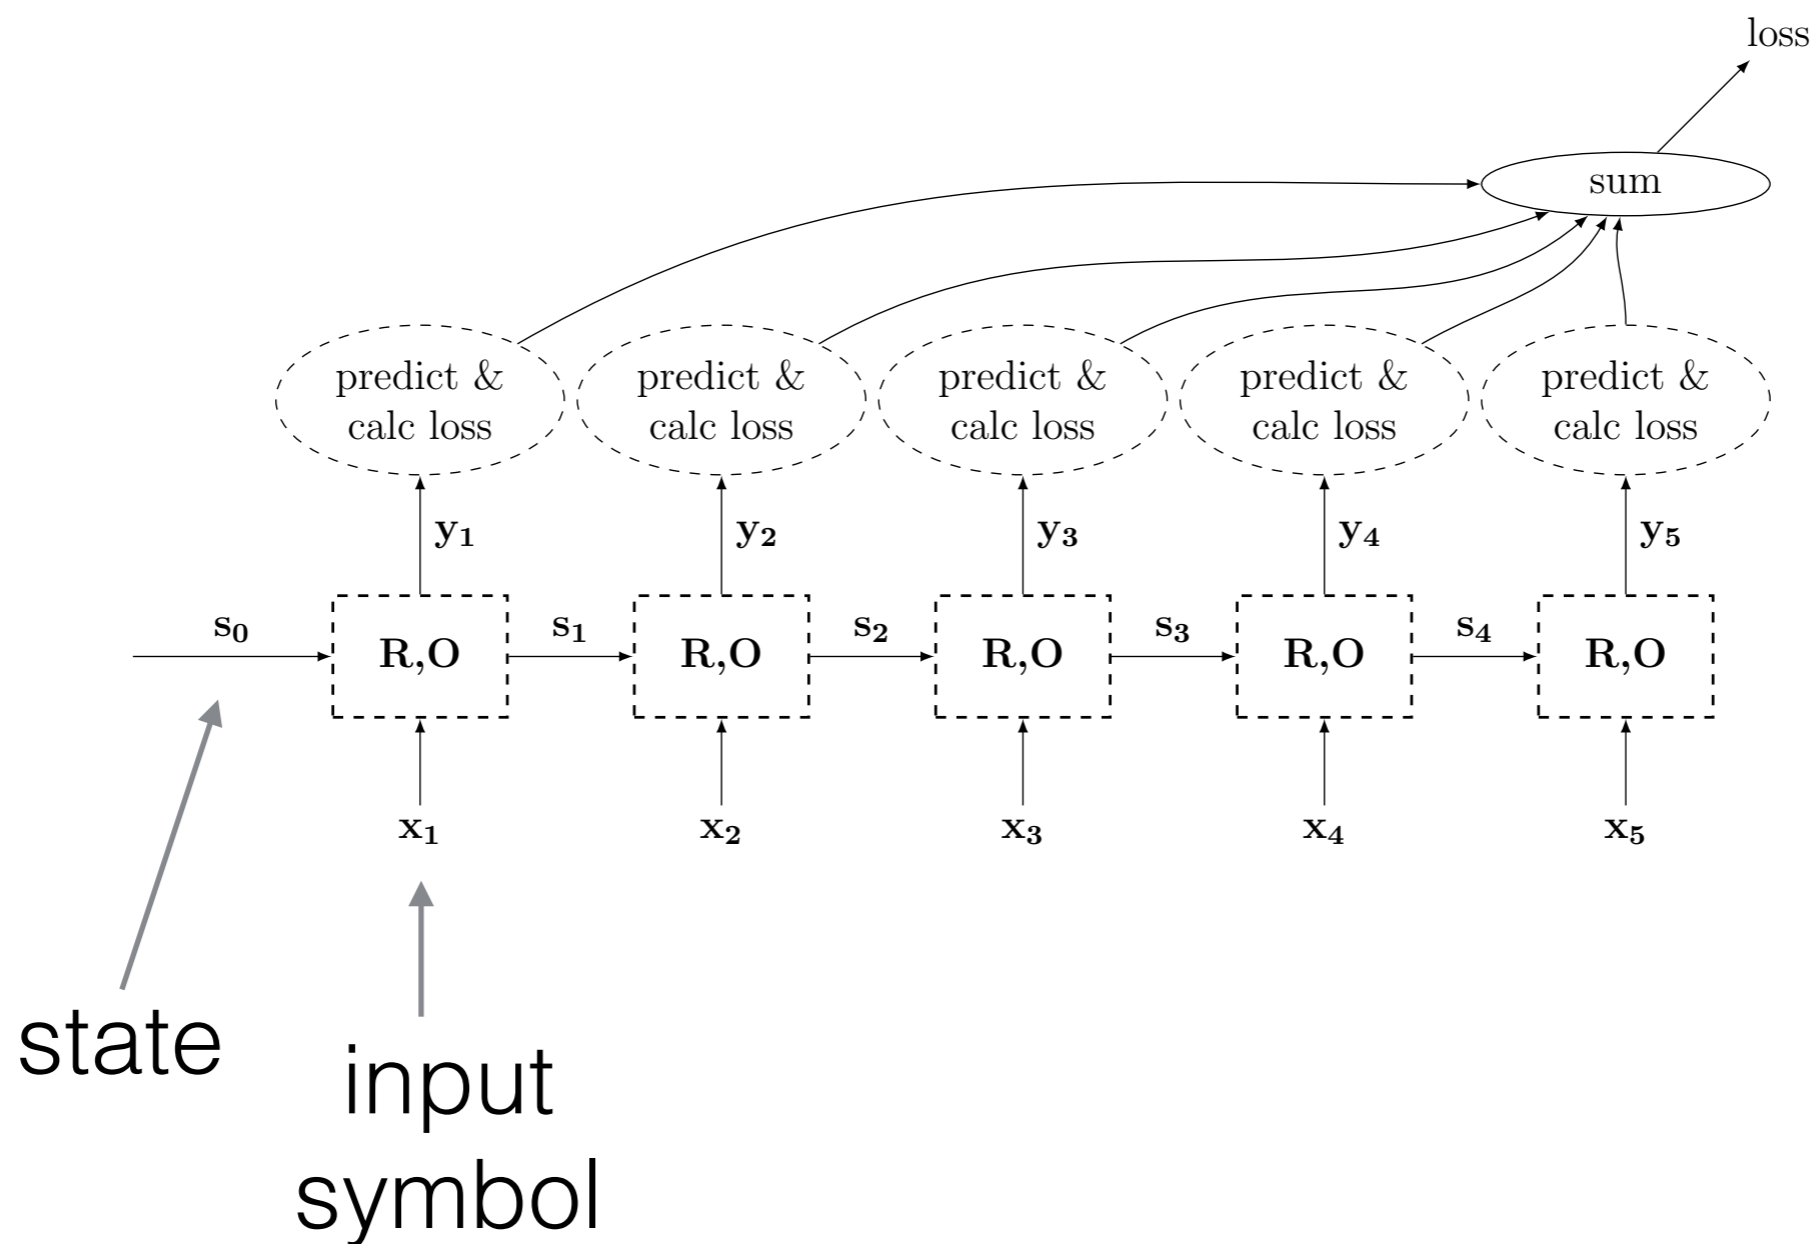 loss
sum
predict & predict & predict & predict & predict &
calc loss calc loss calc loss calc loss calc loss
y₁ y₂ y₃ y₄ y₅
s₀ s₁ s₂ s₃ s₄
R,O R,O R,O R,O R,O
x₁ x₂ x₃ x₄ x₅
state
input
symbol